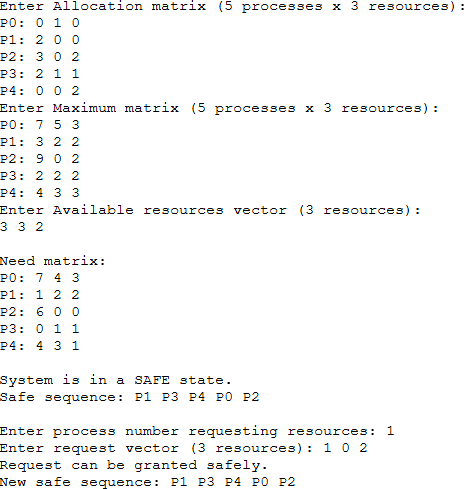 Enter Allocation matrix (5 processes x 3 resources):
P0: 0 1 0
P1: 2 0 0
P2: 3 0 2
P3: 2 1 1
P4: 0 0 2
Enter Maximum matrix (5 processes x 3 resources):
P0: 7 5 3
P1: 3 2 2
P2: 9 0 2
P3: 2 2 2
P4: 4 3 3
Enter Available resources vector (3 resources):
3 3 2
Need matrix:
P0: 7 4 3
P1: 1 2 2
P2: 6 0 0
P3: 0 1 1
P4: 4 3 1
System is in a SAFE state.
Safe sequence: P1 P3 P4 P0 P2
Enter process number requesting resources: 1
Enter request vector (3 resources): 1 0 2
Request can be granted safely.
New safe sequence: P1 P3 P4 P0 P2